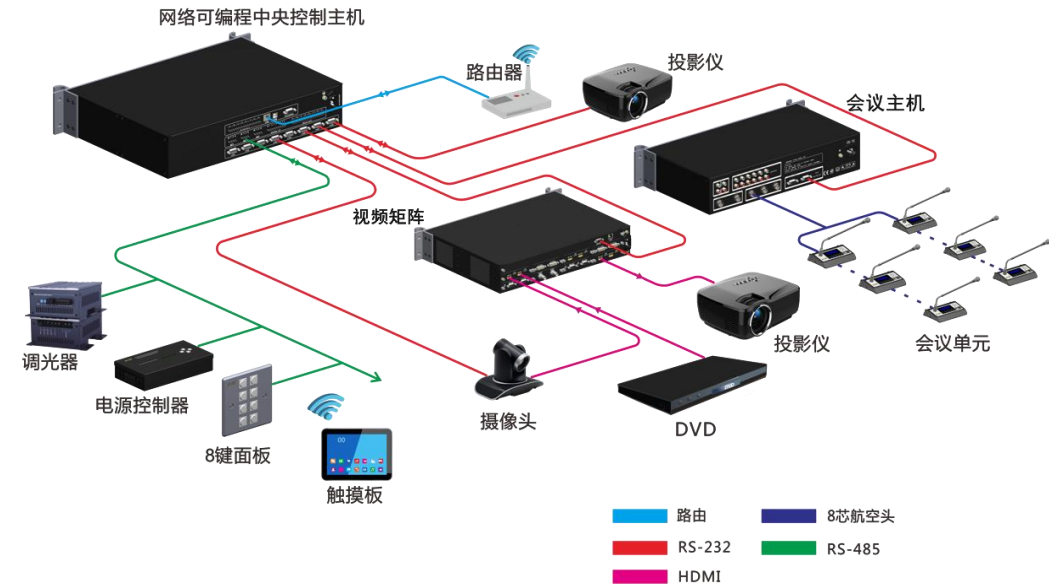 网络可编程中央控制主机
路由器
投影仪
会议主机
视频矩阵
调光器
电源控制器
8键面板
触摸板
摄像头
DVD
投影仪
会议单元
路由
8芯航空头
RS-232
RS-485
HDMI